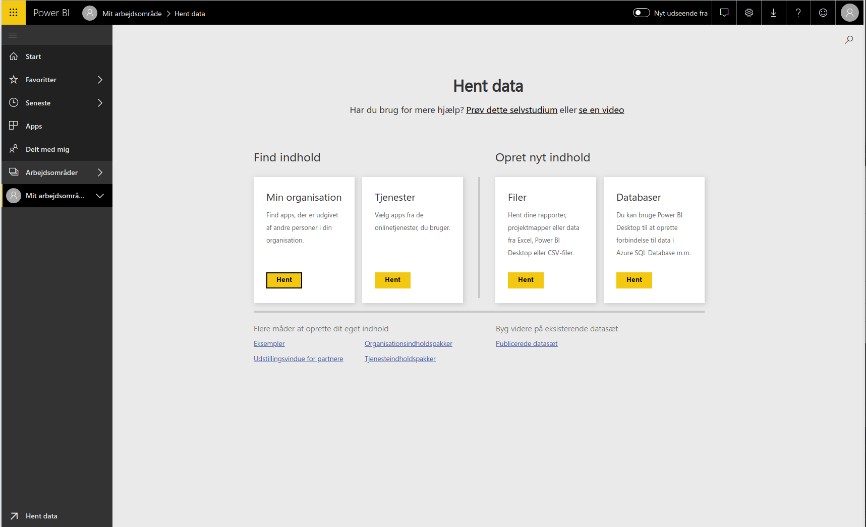 Power BI
Mit arbejdsområde > Hent data
Nyt udseende fra
Start
Favoritter
Seneste
Apps
Delt med mig
Arbejdsområder
Mit arbejdsområ...
Hent data
Hent data
Har du brug for mere hjælp? Prøv dette selvstudium eller se en video
Find indhold
Min organisation
Find apps, der er udgivet
af andre personer i din
organisation.
Hent
Tjenester
Vælg apps fra de
onlinetjenester, du bruger.
Hent
Opret nyt indhold
Filer
Hent dine rapporter,
projektmapper eller data
fra Excel, Power BI
Desktop eller CSV-filer.
Hent
Databaser
Du kan bruge Power BI
Desktop til at oprette
forbindelse til data i
Azure SQL Database m.m.
Hent
Flere måder at oprette dit eget indhold
Eksempler
Organisationsindholdspakker
Udstillingsvindue for partnere
Tjenesteindholdspakker
Byg videre på eksisterende datasæt
Publicerede datasæt